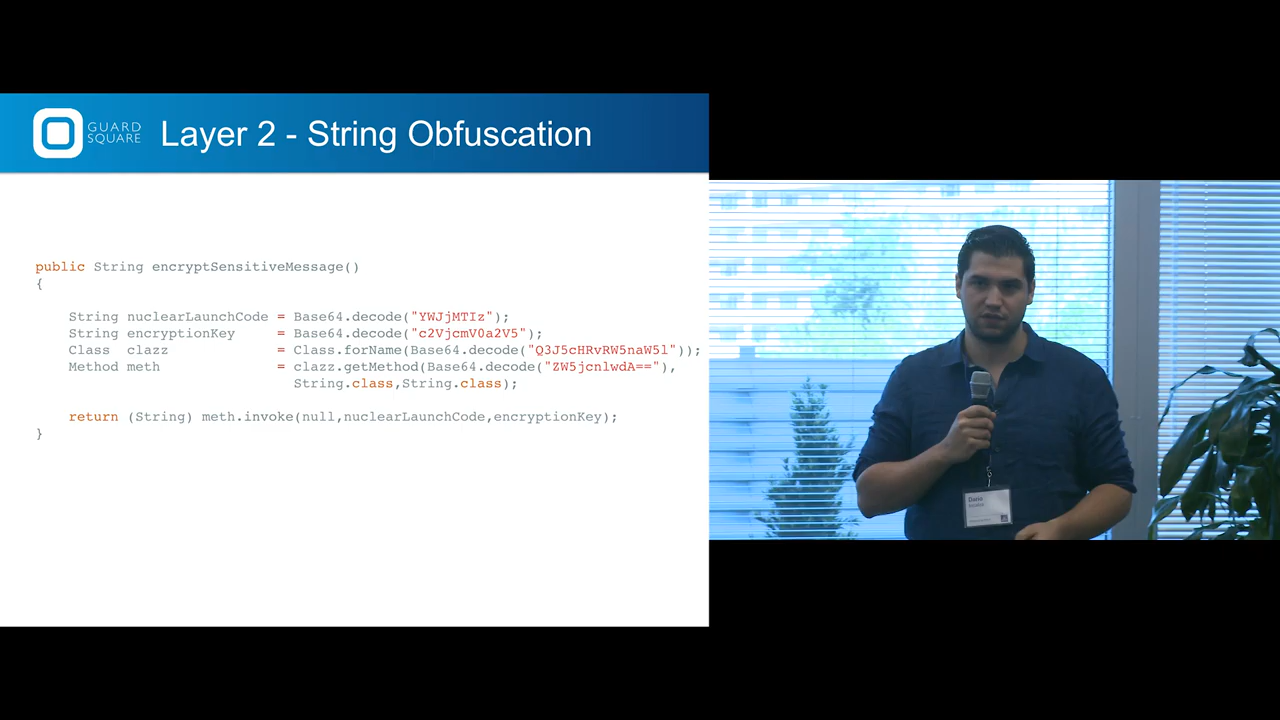 GUARD
SQUARE
Layer 2 - String Obfuscation
public String encryptSensitiveMessage()
{
String nuclearLaunchCode = Base64.decode("YWJjMTIz");
String encryptionKey = Base64.decode("c2VjcmV0a2V5");
Class clazz = Class.forName(Base64.decode("Q3J5cHRvRW5naW5l"));
Method meth = clazz.getMethod(Base64.decode("ZW5jcnlwdA=="),
String.class,String.class);
return (String) meth.invoke(null,nuclearLaunchCode,encryptionKey);
}
Dario